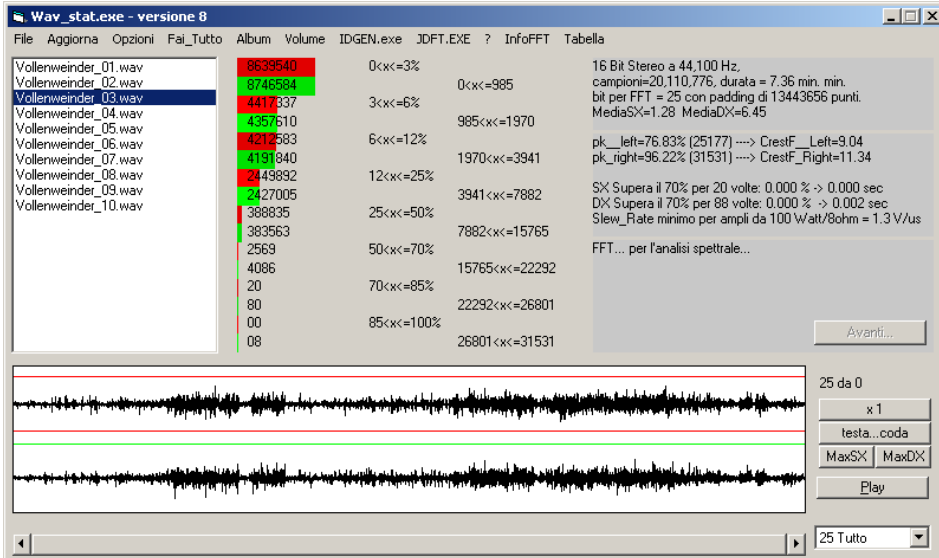 Wav_stat.exe - versione 8
File Aggiorna Opzioni Fai_Tutto Album Volume IDGEN.exe JDFT.EXE ? InfoFFT Tabella
Vollenweinder_01.wav
Vollenweinder_02.wav
Vollenweinder_03.wav
Vollenweinder_04.wav
Vollenweinder_05.wav
Vollenweinder_06.wav
Vollenweinder_07.wav
Vollenweinder_08.wav
Vollenweinder_09.wav
Vollenweinder_10.wav
8639540 0<x<=3%
8746584 0<x<=985
4417337 3<x<=6%
4357610 985<x<=1970
4212583 6<x<=12%
4191840 1970<x<=3941
2449892 12<x<=25%
2427005 3941<x<=7882
388835 25<x<=50%
383563 7882<x<=15765
2569 50<x<=70%
4086 15765<x<=22292
20 70<x<=85%
80 22292<x<=26801
00 85<x<=100%
08 26801<x<=31531
16 Bit Stereo a 44,100 Hz,
campioni=20,110,776, durata = 7.36 min. min.
bit per FFT = 25 con padding di 13443656 punti.
MediaSX=1.28 MediaDX=6.45
pk__left=76.83% (25177) ----> CrestF__Left=9.04
pk_right=96.22% (31531) ----> CrestF_Right=11.34
SX Supera il 70% per 20 volte: 0.000 % -> 0.000 sec
DX Supera il 70% per 88 volte: 0.000 % -> 0.002 sec
Slew_Rate minimo per ampli da 100 Watt/8ohm = 1.3 V/us
FFT... per l'analisi spettrale...
Avanti...
25 da 0
x 1
testa...coda
MaxSX MaxDX
Play
25 Tutto